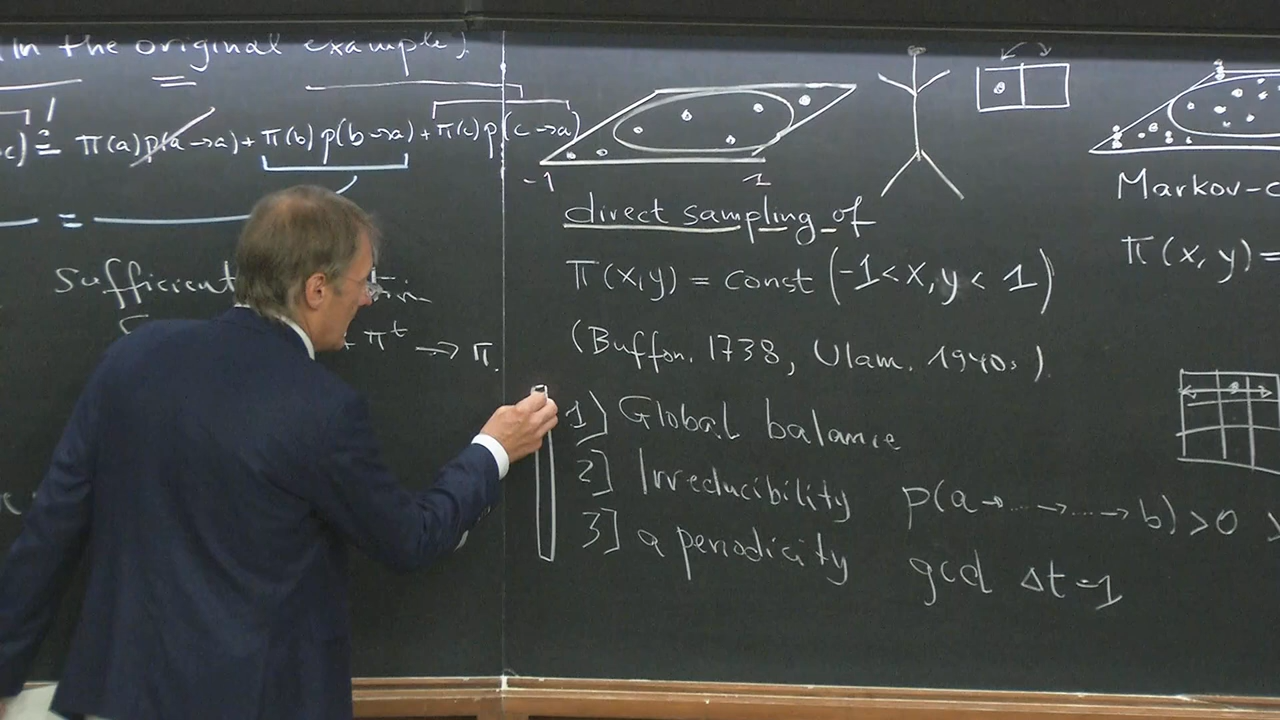 (in the original example).
c) = π(a)p(a→a)+π(b)p(b→a)+π(c)p(c→a)
=
Sufficient
π^t → π.
-1 1
direct sampling of
π(x,y) = const (-1<x,y<1)
(Buffon. 1738, Ulam. 1940s).
1) Global balance
2] Irreducibility p(a→....→....→b)>0
3] aperiodicity gcd Δt=1
Markov-c
π(x,y)=